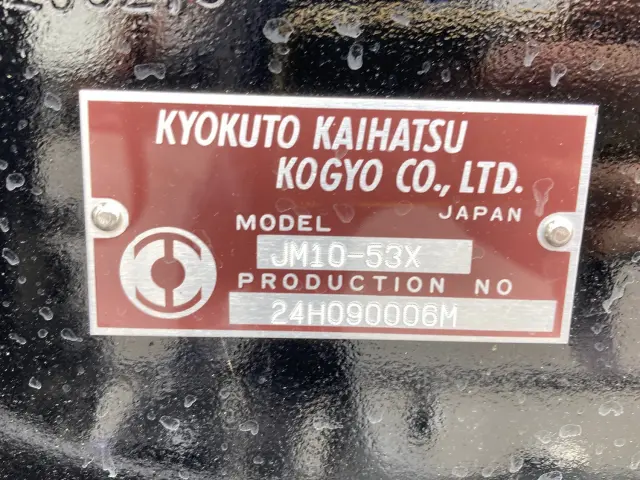 KYOKUTO KAIHATSU
KOGYO CO., LTD.
JAPAN
MODEL
JM10-53X
PRODUCTION NO
24H090006M